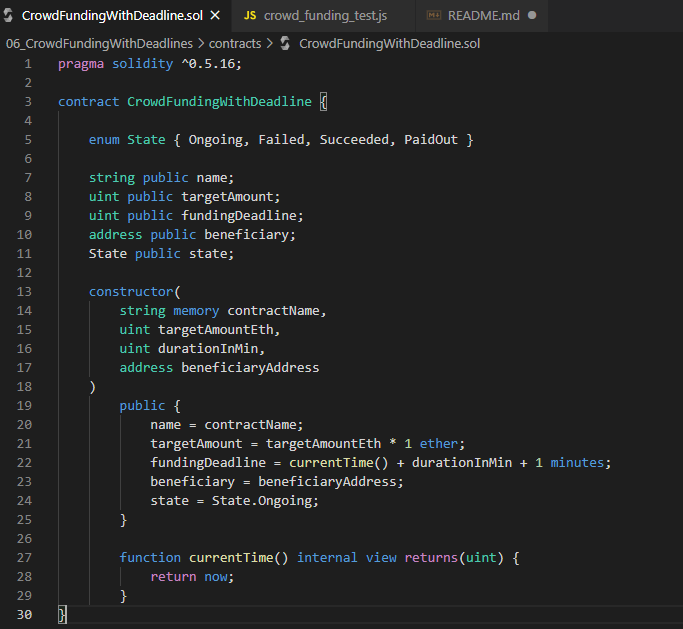 CrowdFundingWithDeadline.sol × JS crowd_funding_test.js README.md ●
06_CrowdFundingWithDeadlines > contracts > CrowdFundingWithDeadline.sol
1 pragma solidity ^0.5.16;
2
3 contract CrowdFundingWithDeadline {
4
5 enum State { Ongoing, Failed, Succeeded, PaidOut }
6
7 string public name;
8 uint public targetAmount;
9 uint public fundingDeadline;
10 address public beneficiary;
11 State public state;
12
13 constructor(
14 string memory contractName,
15 uint targetAmountEth,
16 uint durationInMin,
17 address beneficiaryAddress
18 )
19 public {
20 name = contractName;
21 targetAmount = targetAmountEth * 1 ether;
22 fundingDeadline = currentTime() + durationInMin + 1 minutes;
23 beneficiary = beneficiaryAddress;
24 state = State.Ongoing;
25 }
26
27 function currentTime() internal view returns(uint) {
28 return now;
29 }
30 }